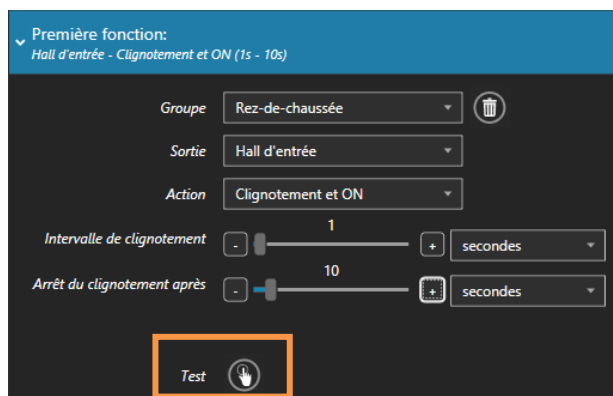 Première fonction:
Hall d'entrée - Clignotement et ON (1s - 10s)
Groupe Rez-de-chaussée
Sortie Hall d'entrée
Action Clignotement et ON
1
Intervalle de clignotement - + secondes
10
Arrêt du clignotement après - + secondes
Test